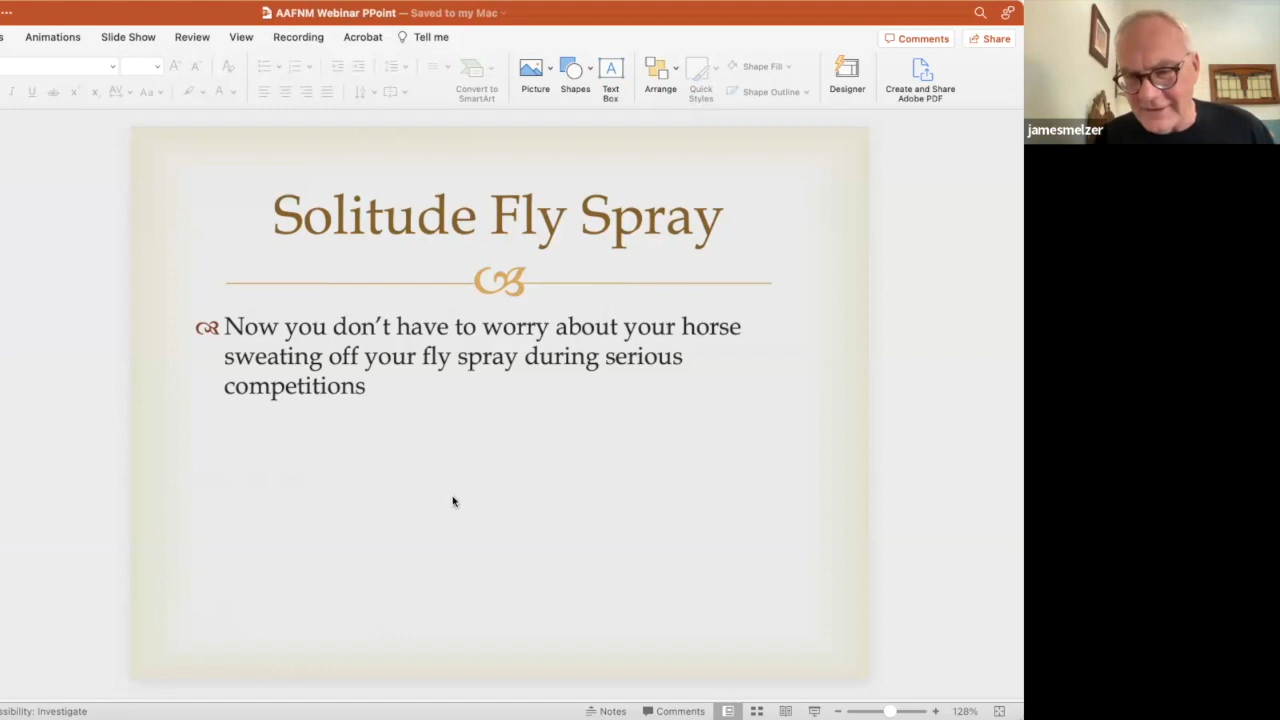 AAFNM Webinar PPoint — Saved to my Mac
Animations Slide Show Review View Recording Acrobat Tell me
Comments Share
Convert to SmartArt
Picture Shapes Text Box
Arrange Quick Styles
Shape Fill
Shape Outline
Designer
Create and Share Adobe PDF
jamesmelzer
Solitude Fly Spray
Now you don't have to worry about your horse
sweating off your fly spray during serious
competitions
Investigate
Notes Comments 128%